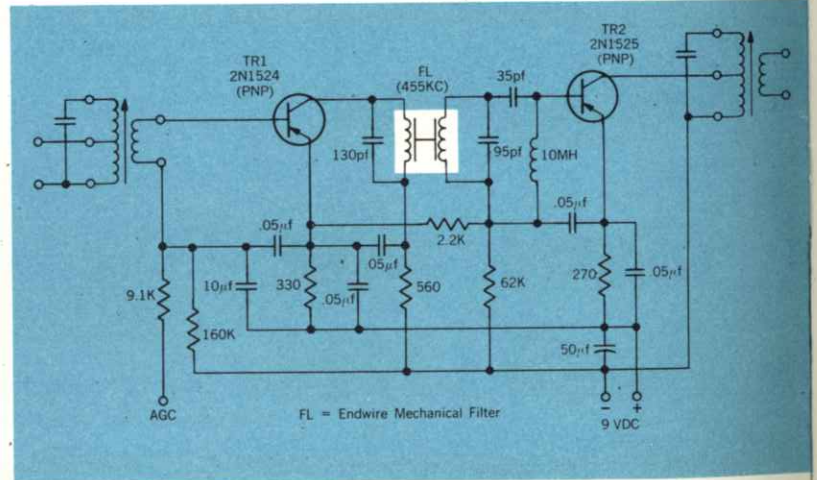 TR1
2N1524
(PNP)
FL
(455KC)
35pf
TR2
2N1525
(PNP)
130pf
95pf
10MH
.05μf
2.2K
.05μf
.05μf
05μf
9.1K
10μf
330
.05μf
560
62K
270
.05μf
160K
50μf
AGC
FL = Endwire Mechanical Filter
- +
9 VDC